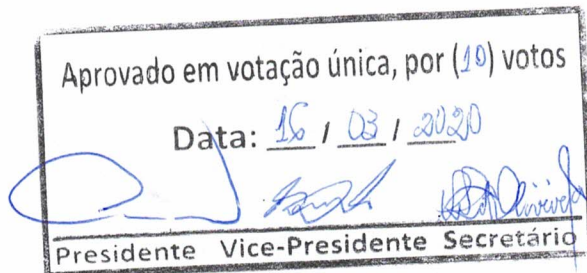 Aprovado em votação única, por (10) votos
Data: 16 / 03 / 2020
Presidente Vice-Presidente Secretário